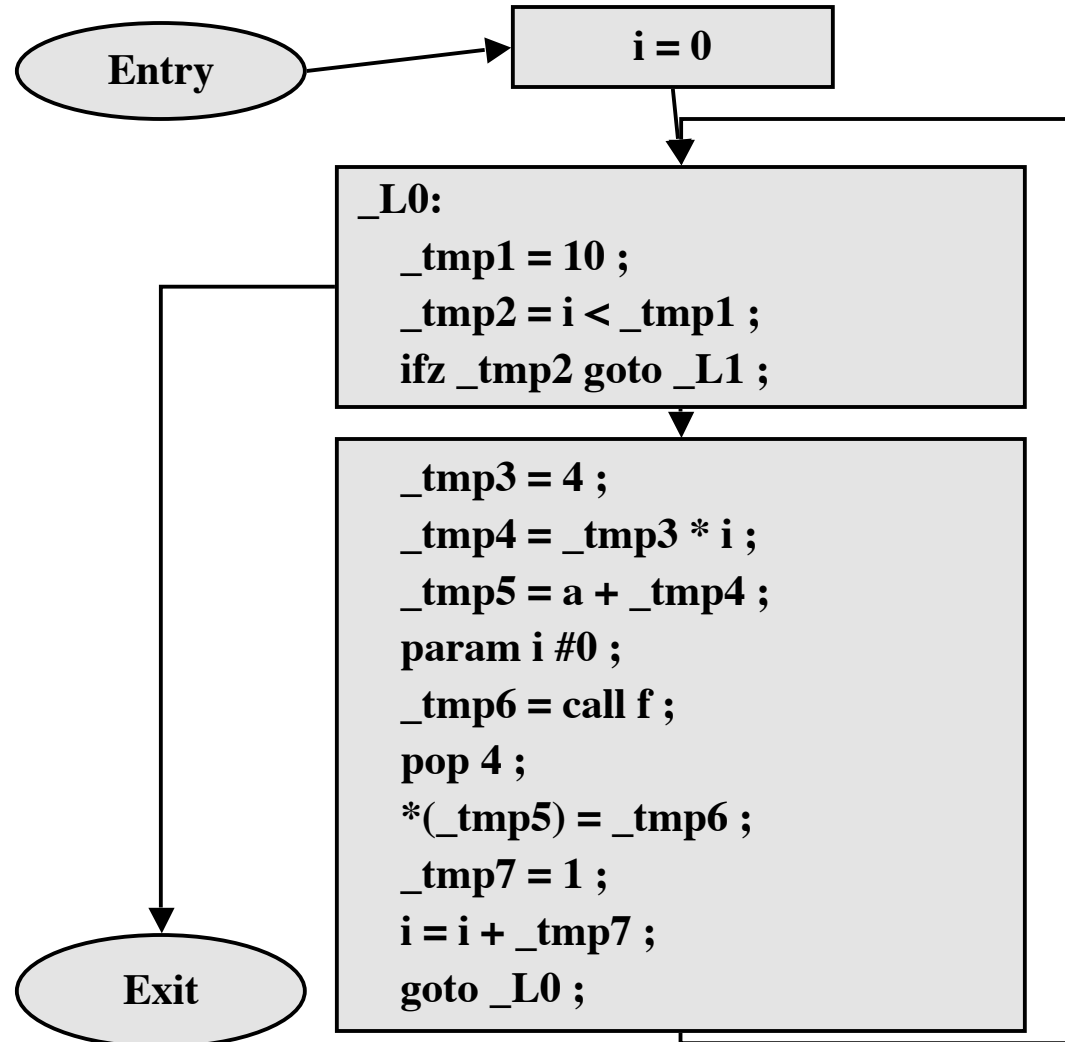 Entry
i = 0
_L0:
_tmp1 = 10 ;
_tmp2 = i < _tmp1 ;
ifz _tmp2 goto _L1 ;
_tmp3 = 4 ;
_tmp4 = _tmp3 * i ;
_tmp5 = a + _tmp4 ;
param i #0 ;
_tmp6 = call f ;
pop 4 ;
*(_tmp5) = _tmp6 ;
_tmp7 = 1 ;
i = i + _tmp7 ;
goto _L0 ;
Exit